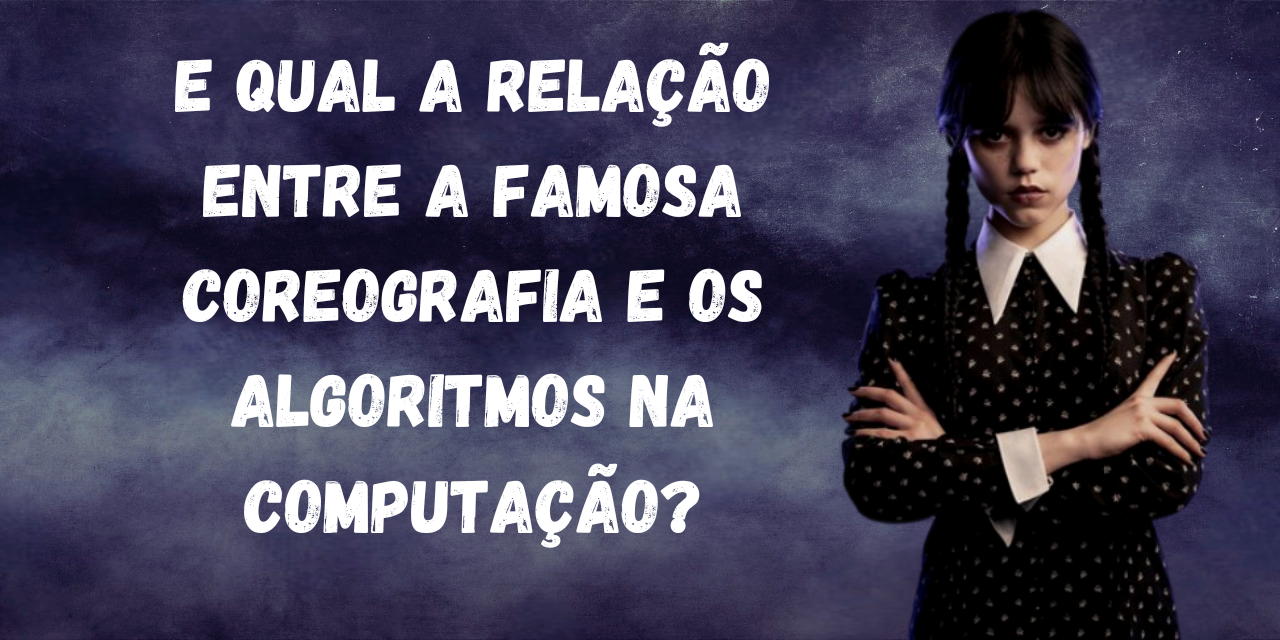 E QUAL A RELAÇÃO
ENTRE A FAMOSA
COREOGRAFIA E OS
ALGORITMOS NA
COMPUTAÇÃO?